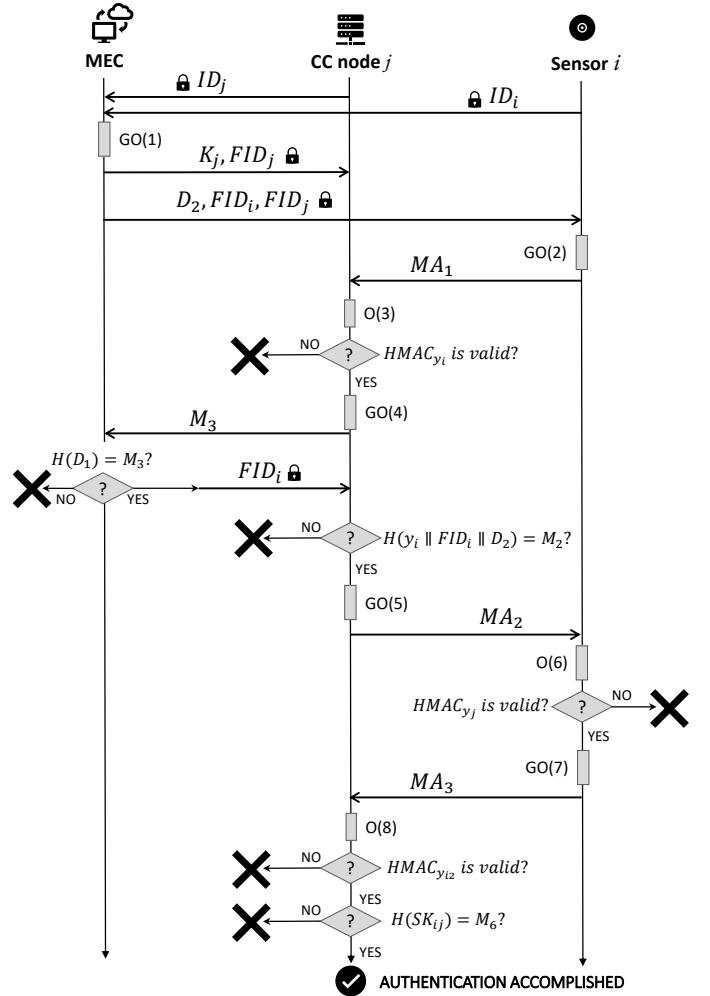 MEC
CC node j
Sensor i
ID_j
ID_i
GO(1)
K_j, FID_j
D_2, FID_i, FID_j
GO(2)
MA_1
O(3)
NO
?
HMAC_{y_i} is valid?
YES
GO(4)
M_3
H(D_1) = M_3?
NO
?
YES
FID_i
NO
?
H(y_i ∥ FID_i ∥ D_2) = M_2?
YES
GO(5)
MA_2
O(6)
HMAC_{y_j} is valid?
?
NO
YES
GO(7)
MA_3
O(8)
NO
?
HMAC_{y_{i2}} is valid?
YES
NO
?
H(SK_{ij}) = M_6?
YES
AUTHENTICATION ACCOMPLISHED